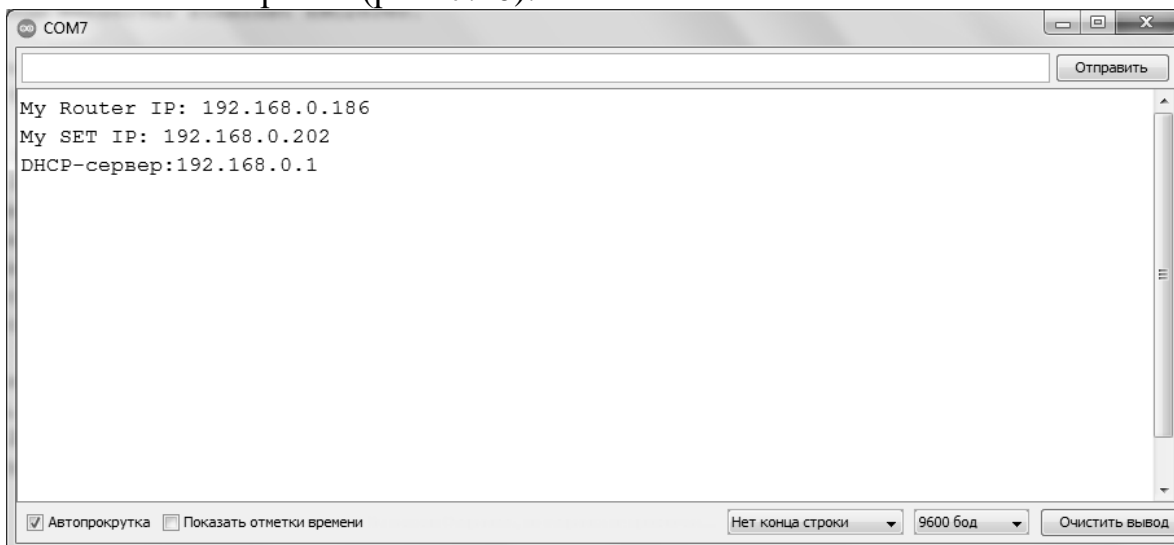 COM7
Отправить
My Router IP: 192.168.0.186
My SET IP: 192.168.0.202
DHCP-сервер:192.168.0.1
Автопрокрутка Показать отметки времени Нет конца строки 9600 бод Очистить вывод